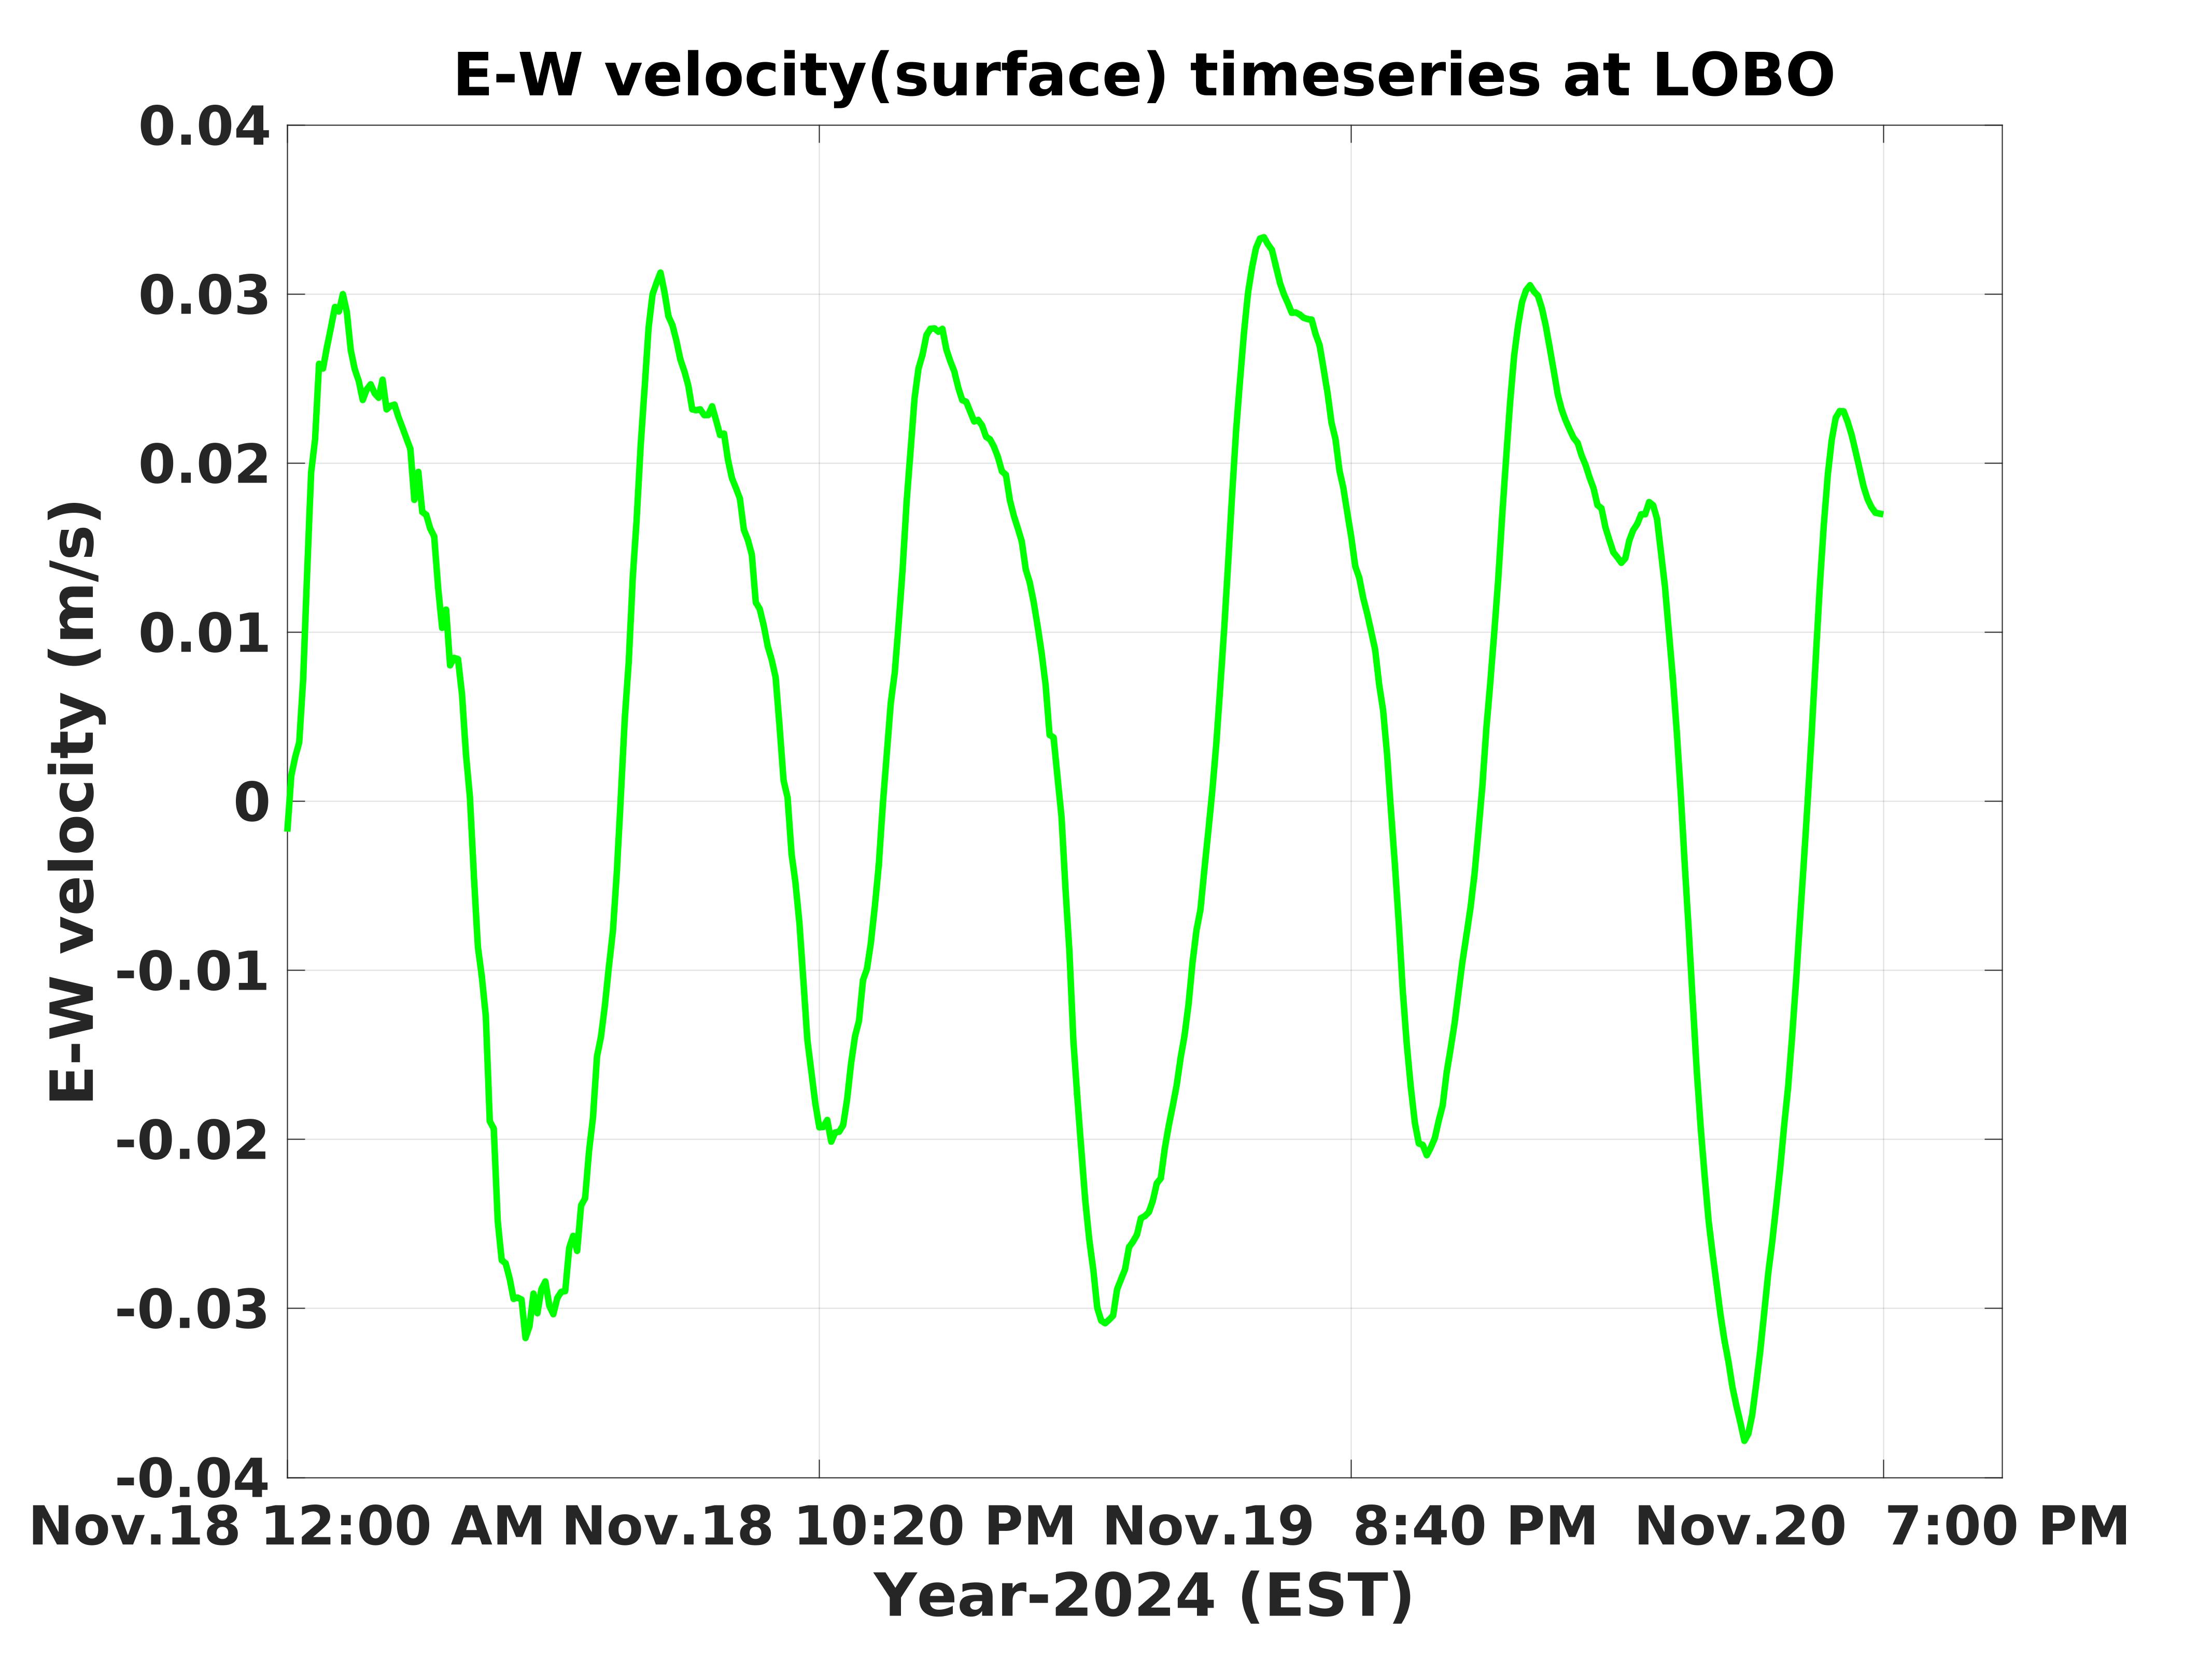 E-W velocity(surface) timeseries at LOBO
0.04
0.03
0.02
0.01
0
-0.01
-0.02
-0.03
-0.04
E-W velocity (m/s)
Nov.18 12:00 AM Nov.18 10:20 PM Nov.19 8:40 PM Nov.20 7:00 PM
Year-2024 (EST)